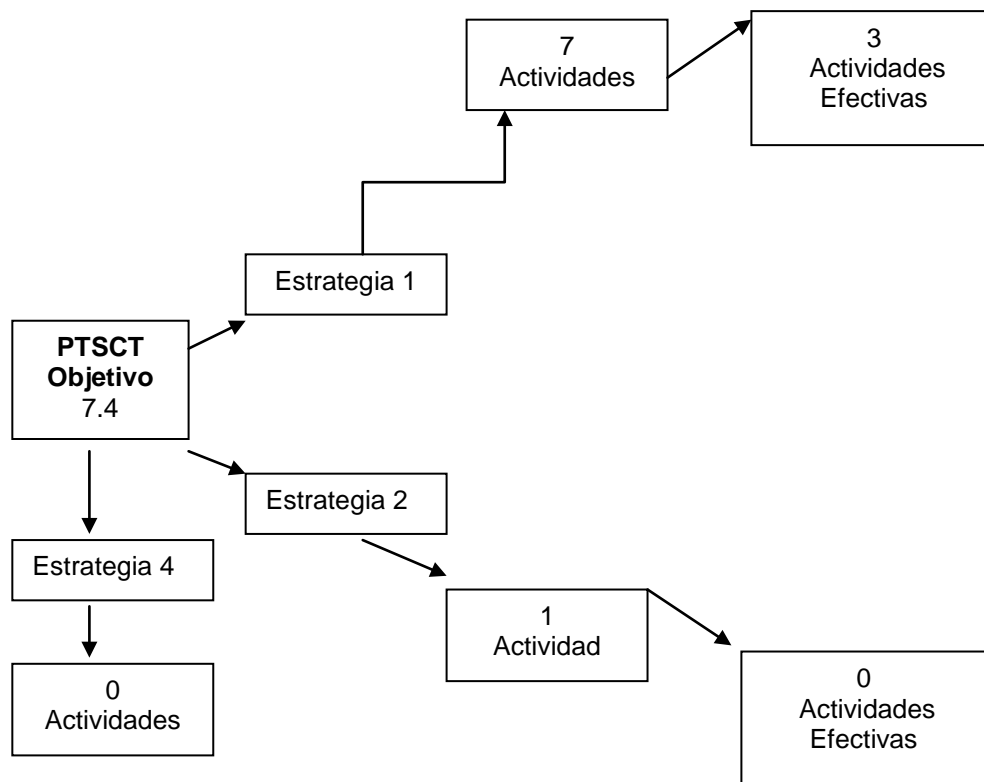 7
Actividades
3
Actividades
Efectivas
Estrategia 1
PTSCT
Objetivo
7.4
Estrategia 2
Estrategia 4
1
Actividad
0
Actividades
0
Actividades
Efectivas